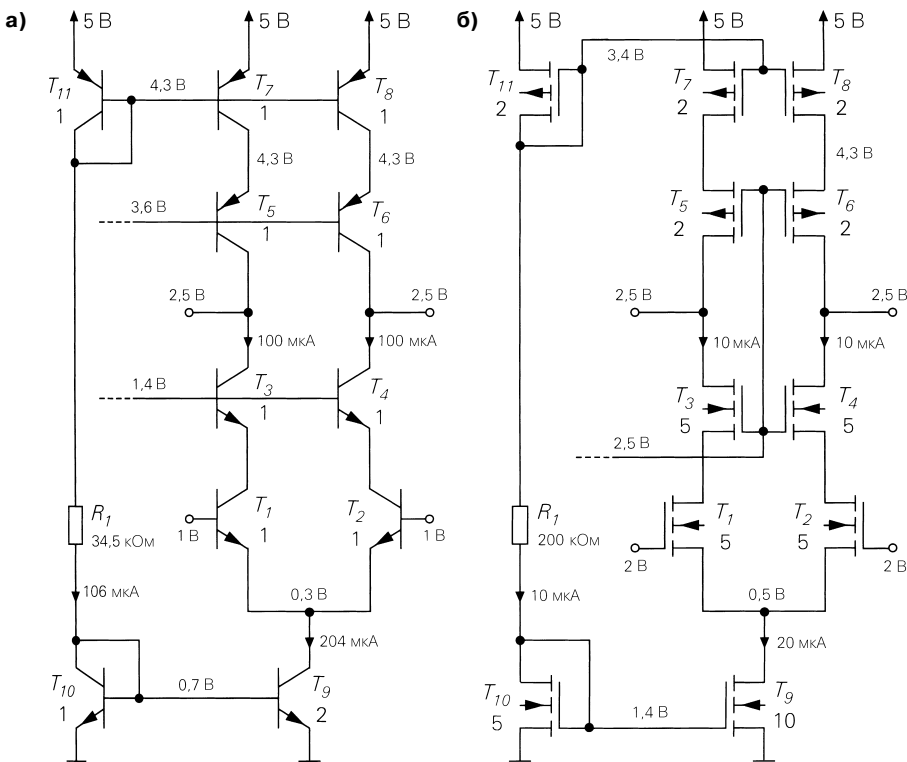 а)
5 В
5 В
5 В
T11
1
4,3 В
T7
1
T8
1
4,3 В
4,3 В
3,6 В
T5
1
T6
1
2,5 В
2,5 В
100 мкА
100 мкА
1,4 В
T3
1
T4
1
R1
34,5 кОм
1 В
T1
1
T2
1
1 В
106 мкА
0,3 В
204 мкА
T10
1
0,7 В
T9
2
б)
5 В
5 В
5 В
3,4 В
T11
2
T7
2
T8
2
4,3 В
T5
2
T6
2
2,5 В
2,5 В
10 мкА
10 мкА
T3
5
T4
5
2,5 В
R1
200 кОм
T1
5
T2
5
2 В
2 В
10 мкА
0,5 В
20 мкА
T10
5
1,4 В
T9
10